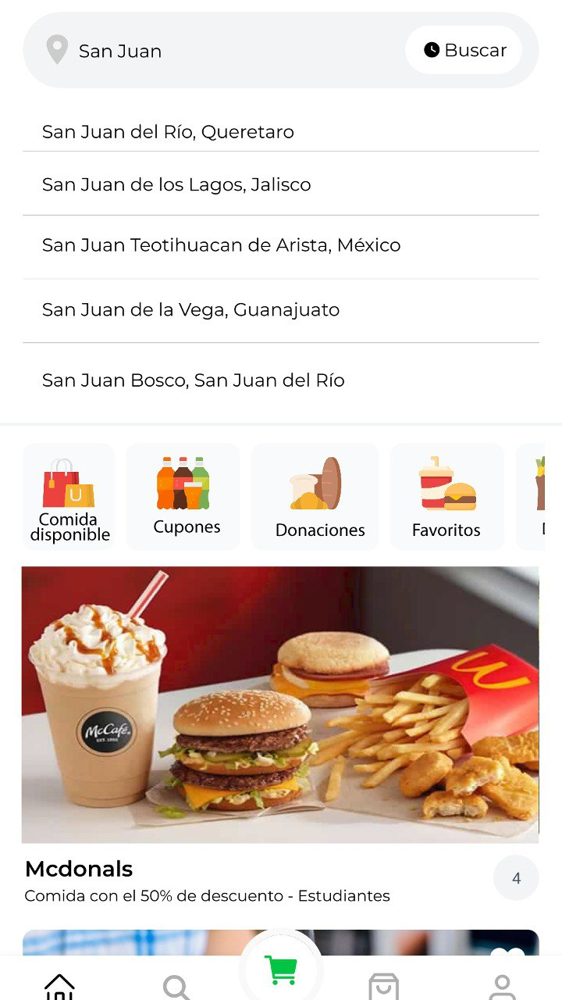 San Juan
Buscar
San Juan del Río, Queretaro
San Juan de los Lagos, Jalisco
San Juan Teotihuacan de Arista, México
San Juan de la Vega, Guanajuato
San Juan Bosco, San Juan del Río
Comida
disponible
Cupones
Donaciones
Favoritos
McCafé
EST. 1993
Mcdonals
4
Comida con el 50% de descuento - Estudiantes